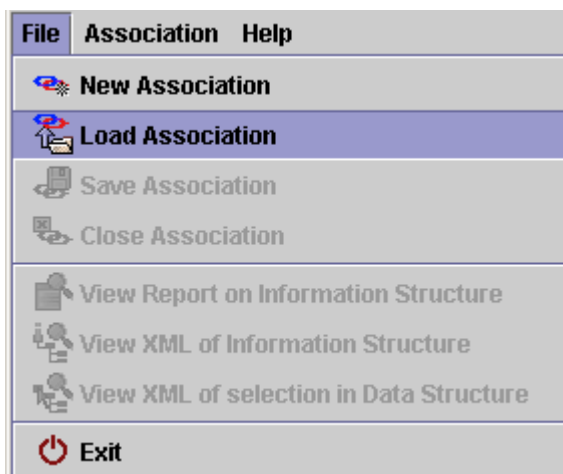 File Association Help
New Association
Load Association
Save Association
Close Association
View Report on Information Structure
View XML of Information Structure
View XML of selection in Data Structure
Exit